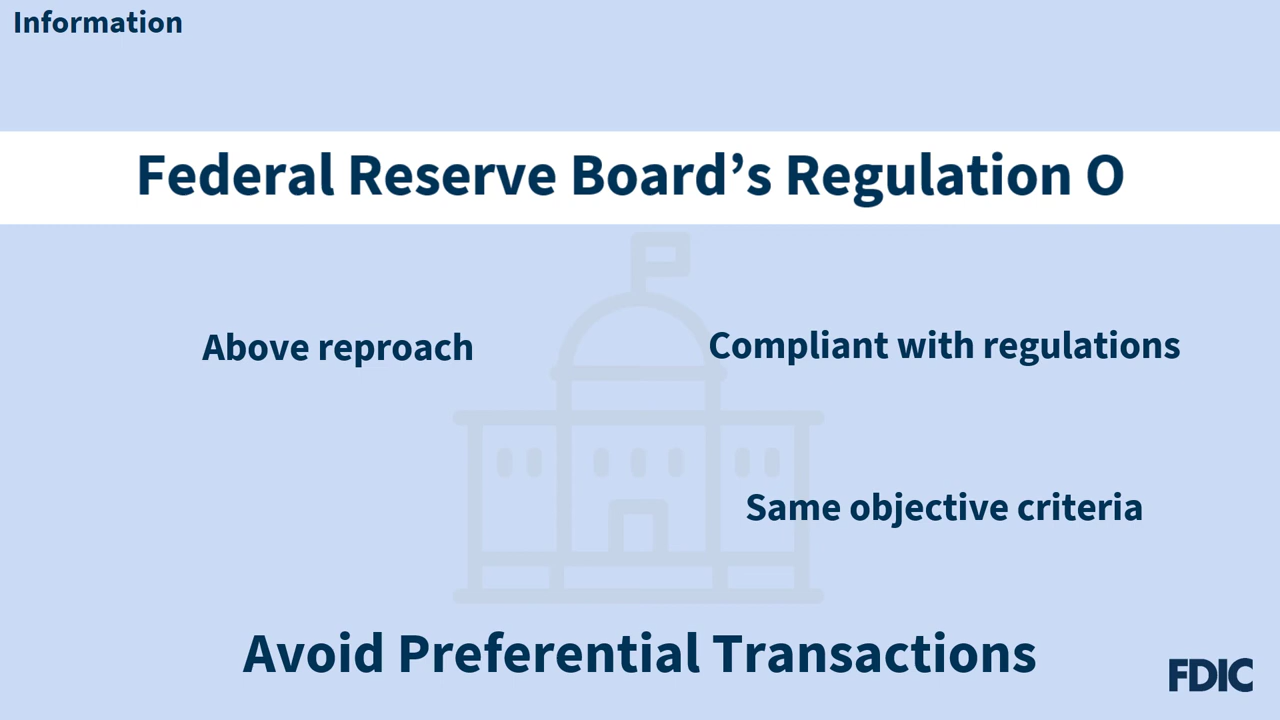 Information
Federal Reserve Board’s Regulation O
Above reproach
Compliant with regulations
Same objective criteria
Avoid Preferential Transactions
FDIC